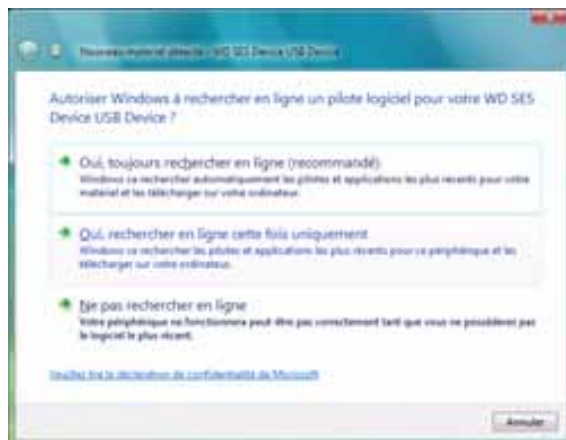 Nouveau matériel détecté - WD SES Device USB Device
Autoriser Windows à rechercher en ligne un pilote logiciel pour votre WD SES
Device USB Device ?
Oui, toujours rechercher en ligne (recommandé)
Windows va rechercher automatiquement les pilotes et applications les plus récents pour votre
matériel et les télécharger sur votre ordinateur.
Oui, rechercher en ligne cette fois uniquement
Windows va rechercher les pilotes et applications les plus récents pour ce périphérique et les
télécharger sur votre ordinateur.
Ne pas rechercher en ligne
Votre périphérique ne fonctionnera peut être pas correctement tant que vous ne posséderez pas
le logiciel le plus récent.
Veuillez lire la déclaration de confidentialité de Microsoft
Annuler